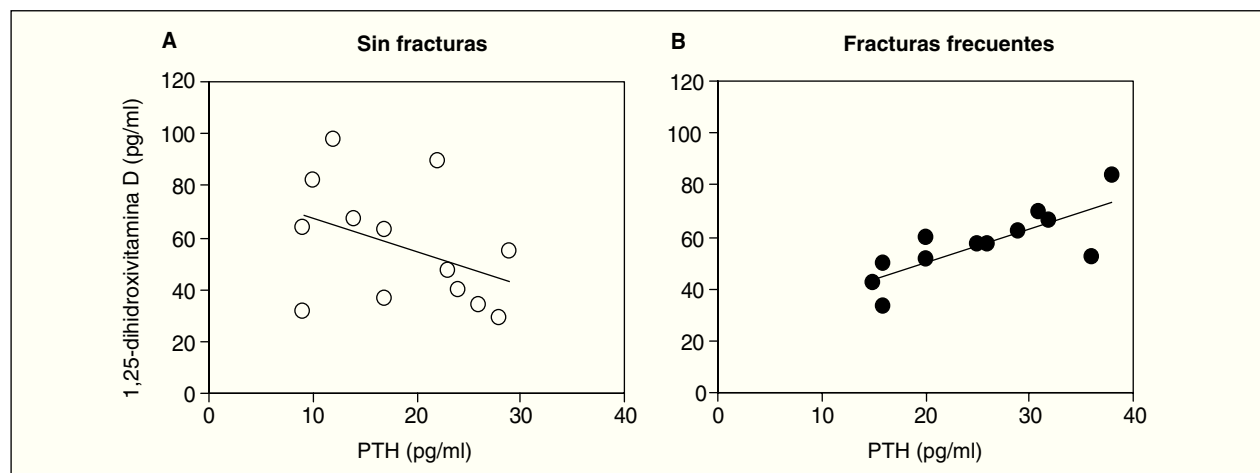 A
Sin fracturas
1,25-dihidroxivitamina D (pg/ml)
120
100
80
60
40
20
0
0 10 20 30 40
PTH (pg/ml)
B
Fracturas frecuentes
120
100
80
60
40
20
0
0 10 20 30 40
PTH (pg/ml)